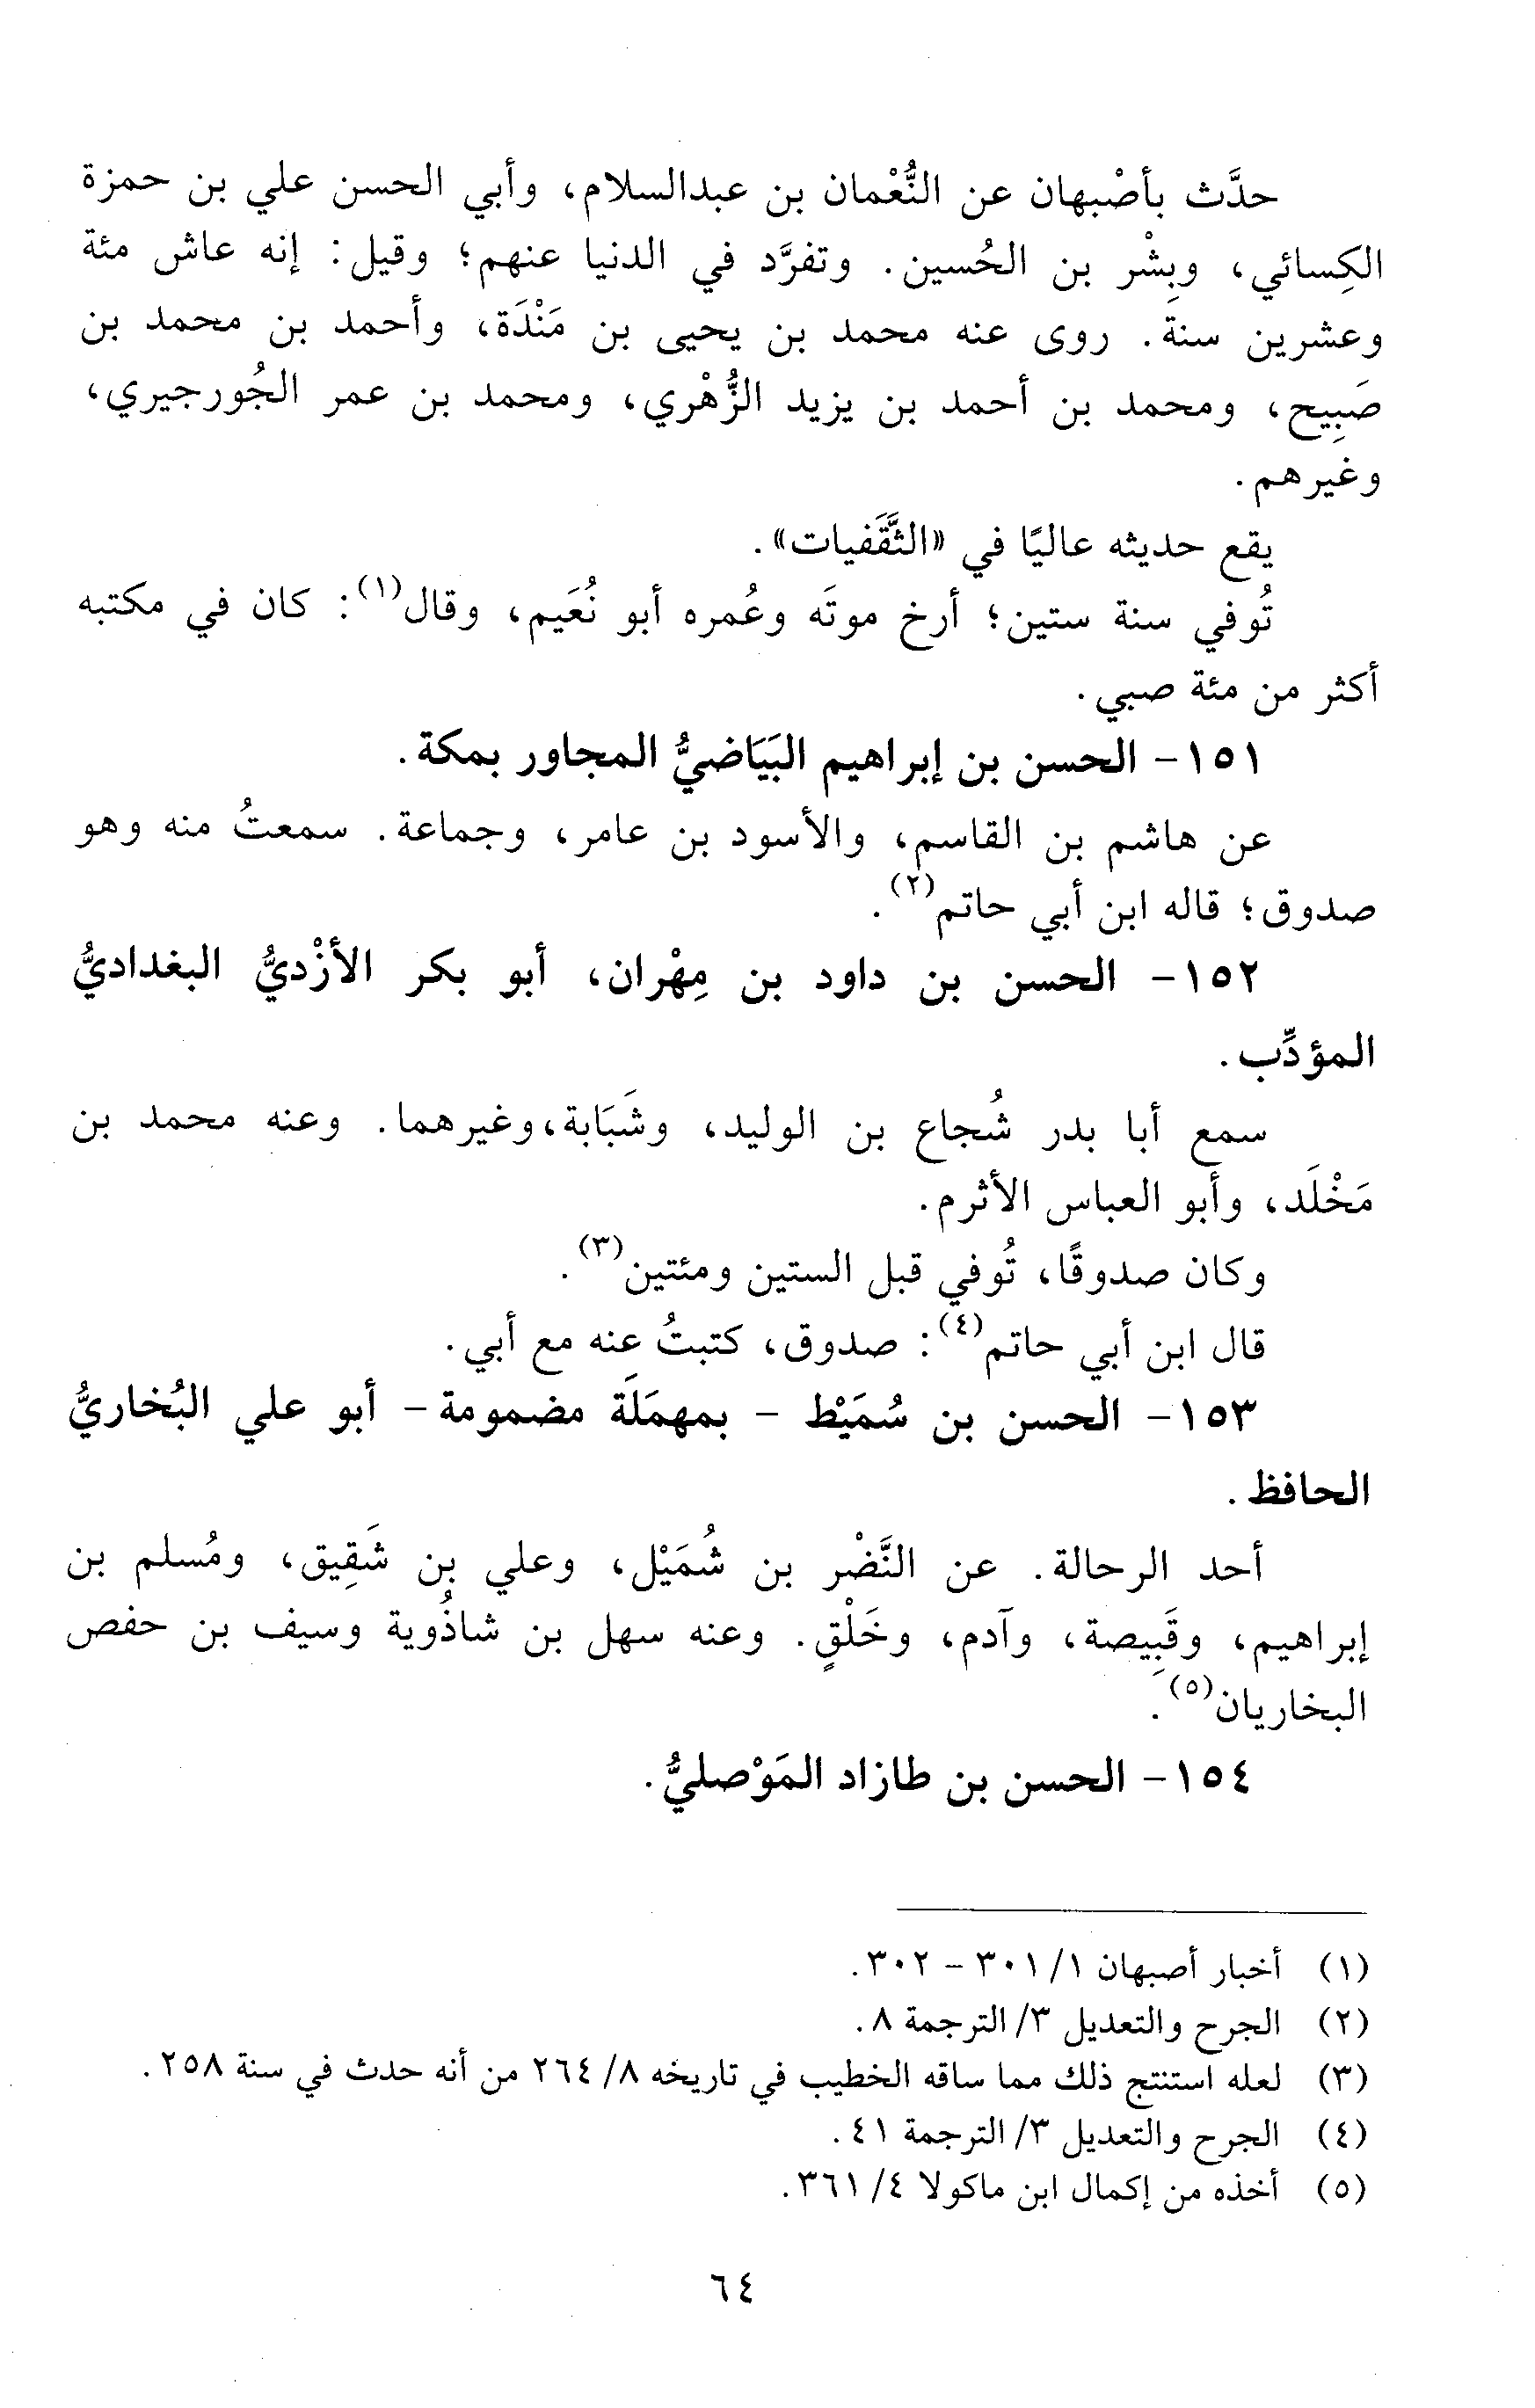 حدَّث بأصْبهان عن النُّعْمان بن عبدالسلام، وأبي الحسن علي بن حمزة
الكِسائي، وبِشْر بن الحُسين. وتفرَّد في الدنيا عنهم؛ وقيل: إنه عاش مئة
وعشرين سنة. روى عنه محمد بن يحيى بن مَنْدَة، وأحمد بن محمد بن
صَبِيح، ومحمد بن أحمد بن يزيد الزُّهْري، ومحمد بن عمر الجُورجيري،
وغيرهم.
يقع حديثه عاليًا في «الثَّقَفيات».
تُوفي سنة ستين؛ أرخ موتَه وعُمره أبو نُعَيم، وقال(١): كان في مكتبه
أكثر من مئة صبي.
١٥١- الحسن بن إبراهيم البَيَاضيُّ المجاور بمكة.
عن هاشم بن القاسم، والأسود بن عامر، وجماعة. سمعتُ منه وهو
صدوق؛ قاله ابن أبي حاتم(٢).
١٥٢- الحسن بن داود بن مِهْران، أبو بكر الأزْديُّ البغداديُّ
المؤدِّب.
سمع أبا بدر شُجاع بن الوليد، وشَبَابة،وغيرهما. وعنه محمد بن
مَخْلَد، وأبو العباس الأثرم.
وكان صدوقًا، تُوفي قبل الستين ومئتين(٣).
قال ابن أبي حاتم(٤): صدوق، كتبتُ عنه مع أبي.
١٥٣- الحسن بن سُمَيْط - بمهمَلَة مضمومة- أبو علي البُخاريُّ
الحافظ.
أحد الرحالة. عن النَّضْر بن شُمَيْل، وعلي بن شَقِيق، ومُسلم بن
إبراهيم، وقَبِيصة، وآدم، وخَلْقٍ. وعنه سهل بن شاذُوية وسيف بن حفص
البخاريان(٥).
١٥٤- الحسن بن طازاد المَوْصليُّ.
(١) أخبار أصبهان ١/ ٣٠١ - ٣٠٢.
(٢) الجرح والتعديل ٣/ الترجمة ٨.
(٣) لعله استنتج ذلك مما ساقه الخطيب في تاريخه ٨/ ٢٦٤ من أنه حدث في سنة ٢٥٨.
(٤) الجرح والتعديل ٣/ الترجمة ٤١.
(٥) أخذه من إكمال ابن ماكولا ٤/ ٣٦١.
٦٤